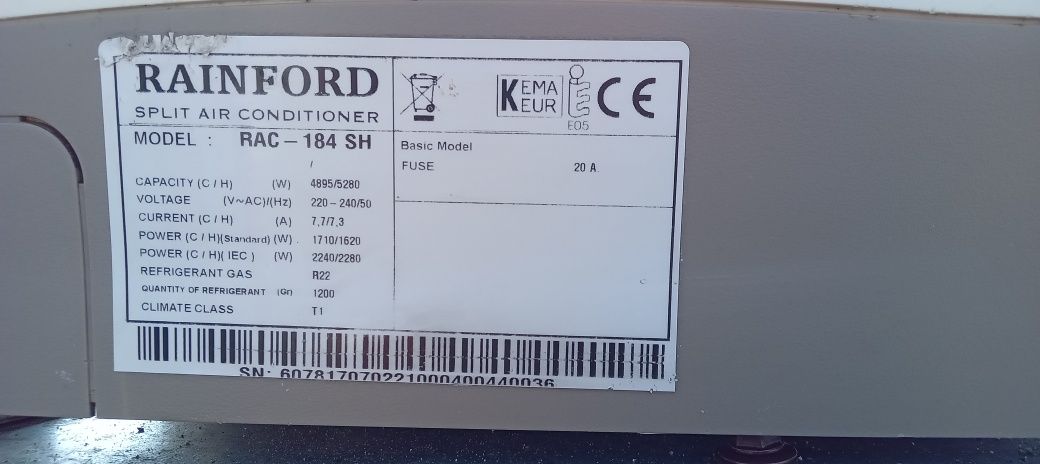 RAINFORD
SPLIT AIR CONDITIONER
MODEL : RAC – 184 SH
/
CAPACITY (C / H) (W) 4895/5280
VOLTAGE (V~AC)/(Hz) 220 – 240/50
CURRENT (C / H) (A) 7,7/7,3
POWER (C / H)(Standard) (W) . 1710/1620
POWER (C / H)( IEC ) (W) 2240/2280
REFRIGERANT GAS R22
QUANTITY OF REFRIGERANT (Gr) 1200
CLIMATE CLASS T1
KEMA
KEUR
E05
CE
Basic Model
FUSE 20 A
SN: 607817070221000400440036